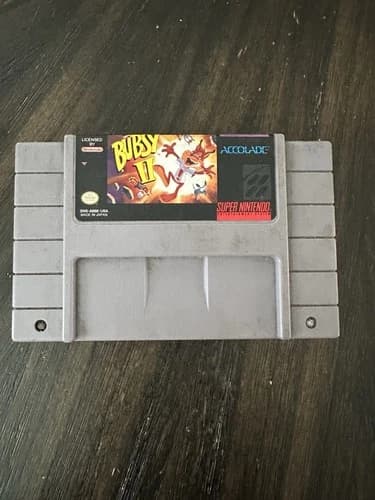 LICENSED
BY
Nintendo
BUBSY
II
ACCOLADE
MADE IN JAPAN
SUPER NINTENDO